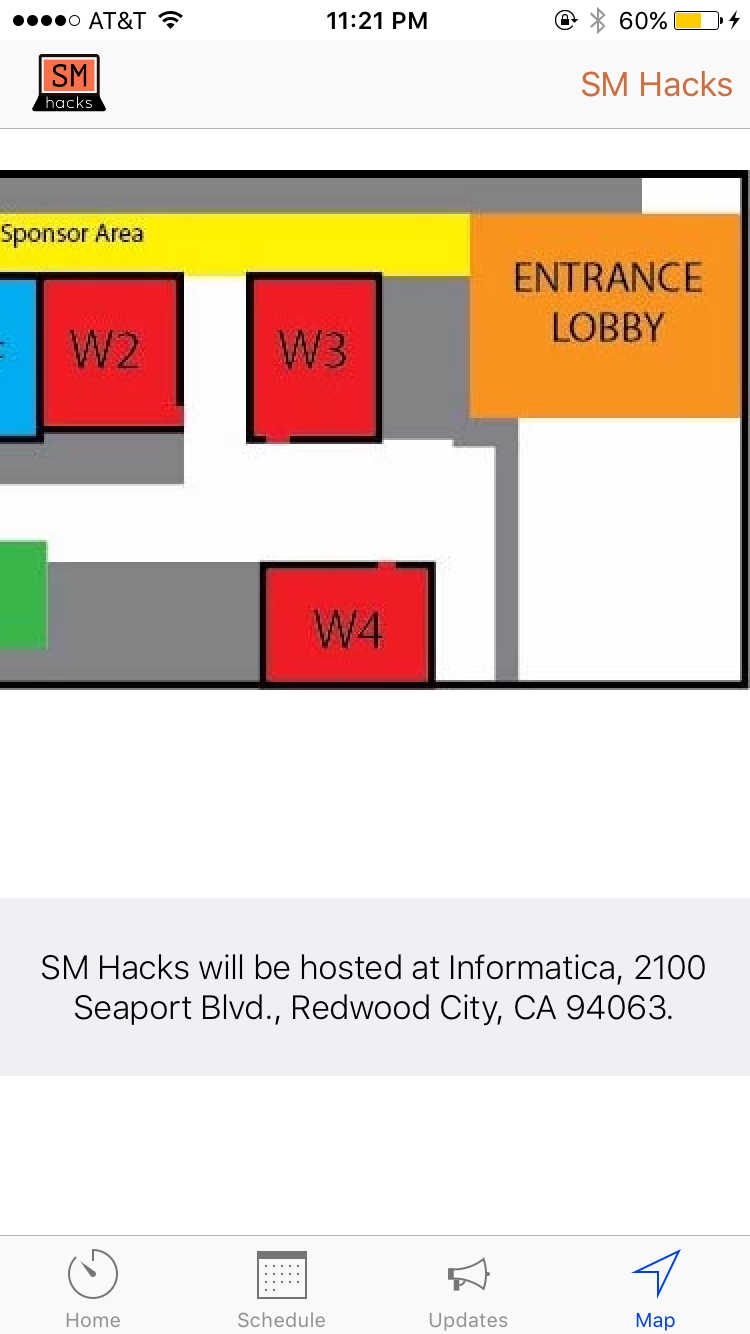 AT&T 11:21 PM 60%
SM
hacks
SM Hacks
Sponsor Area
ENTRANCE
LOBBY
W2
W3
W4
SM Hacks will be hosted at Informatica, 2100
Seaport Blvd., Redwood City, CA 94063.
Home Schedule Updates Map